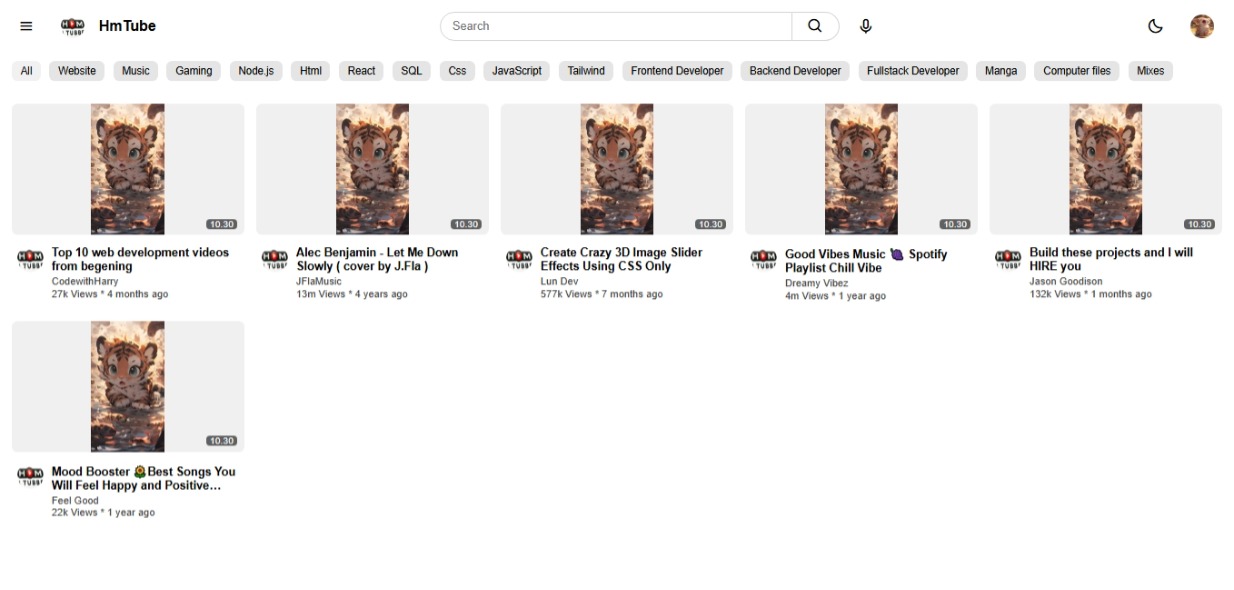 HM TUBE
HmTube
Search
All
Website
Music
Gaming
Node.js
Html
React
SQL
Css
JavaScript
Tailwind
Frontend Developer
Backend Developer
Fullstack Developer
Manga
Computer files
Mixes
10.30
10.30
10.30
10.30
10.30
Top 10 web development videos
from begening
CodewithHarry
27k Views * 4 months ago
Alec Benjamin - Let Me Down
Slowly ( cover by J.Fla )
JFlaMusic
13m Views * 4 years ago
Create Crazy 3D Image Slider
Effects Using CSS Only
Lun Dev
577k Views * 7 months ago
Good Vibes Music 🍇 Spotify
Playlist Chill Vibe
Dreamy Vibez
4m Views * 1 year ago
Build these projects and I will
HIRE you
Jason Goodison
132k Views * 1 months ago
10.30
Mood Booster 🌻Best Songs You
Will Feel Happy and Positive…
Feel Good
22k Views * 1 year ago